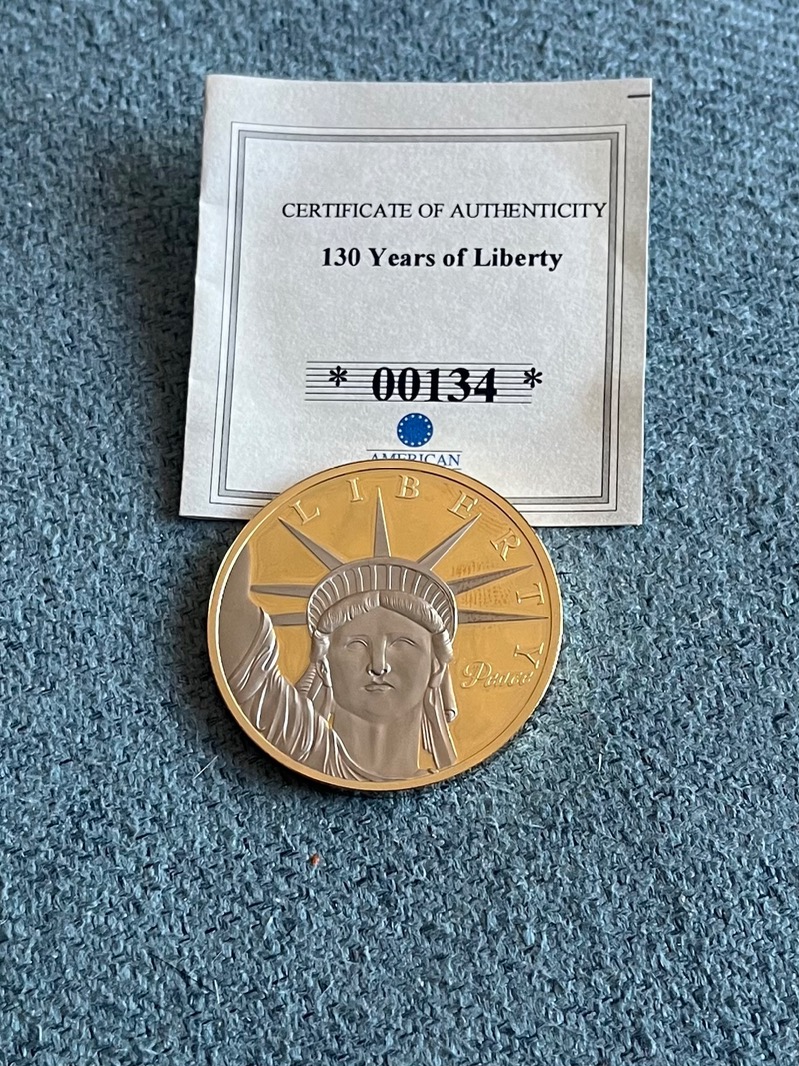 CERTIFICATE OF AUTHENTICITY
130 Years of Liberty
* 00134 *
AMERICAN
LIBERTY
Peace